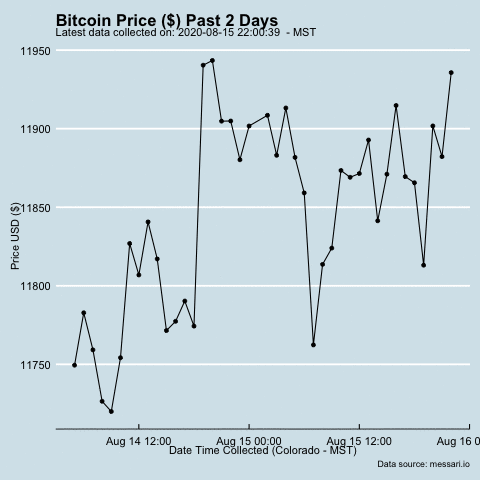 Bitcoin Price ($) Past 2 Days
Latest data collected on: 2020-08-15 22:00:39 - MST
11950
11900
11850
11800
11750
Price USD ($)
Aug 14 12:00 Aug 15 00:00 Aug 15 12:00 Aug 16 0
Date Time Collected (Colorado - MST)
Data source: messari.io